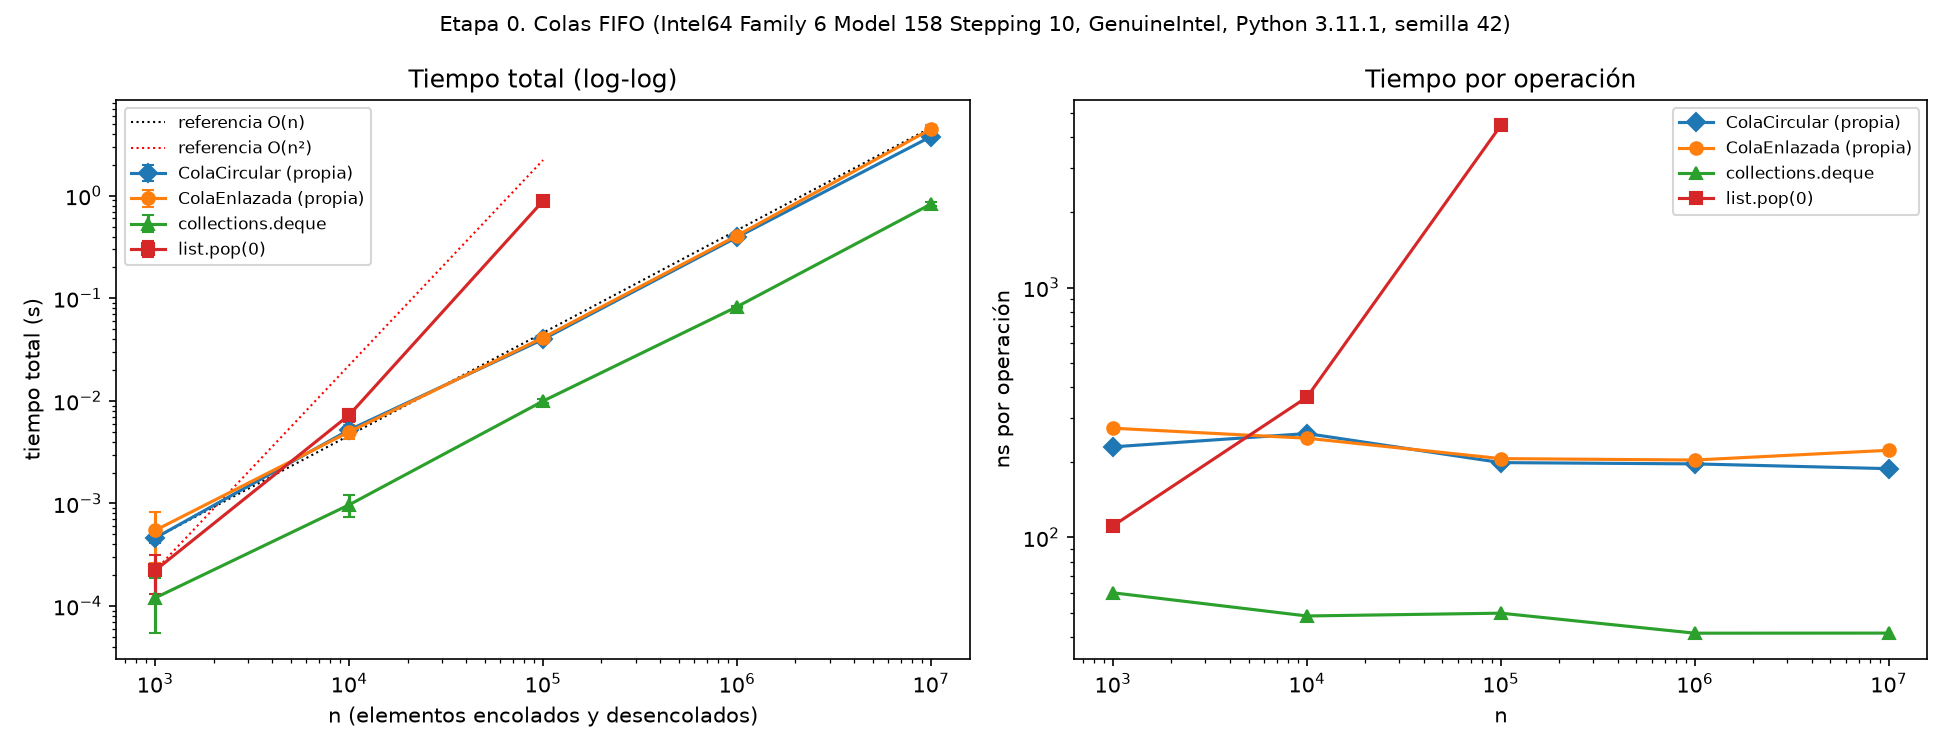 Etapa 0. Colas FIFO (Intel64 Family 6 Model 158 Stepping 10, GenuineIntel, Python 3.11.1, semilla 42)
Tiempo total (log-log)
tiempo total (s)
10⁰
10⁻¹
10⁻²
10⁻³
10⁻⁴
referencia O(n)
referencia O(n²)
ColaCircular (propia)
ColaEnlazada (propia)
collections.deque
list.pop(0)
10³ 10⁴ 10⁵ 10⁶ 10⁷
n (elementos encolados y desencolados)
Tiempo por operación
ns por operación
10³
10²
ColaCircular (propia)
ColaEnlazada (propia)
collections.deque
list.pop(0)
10³ 10⁴ 10⁵ 10⁶ 10⁷
n